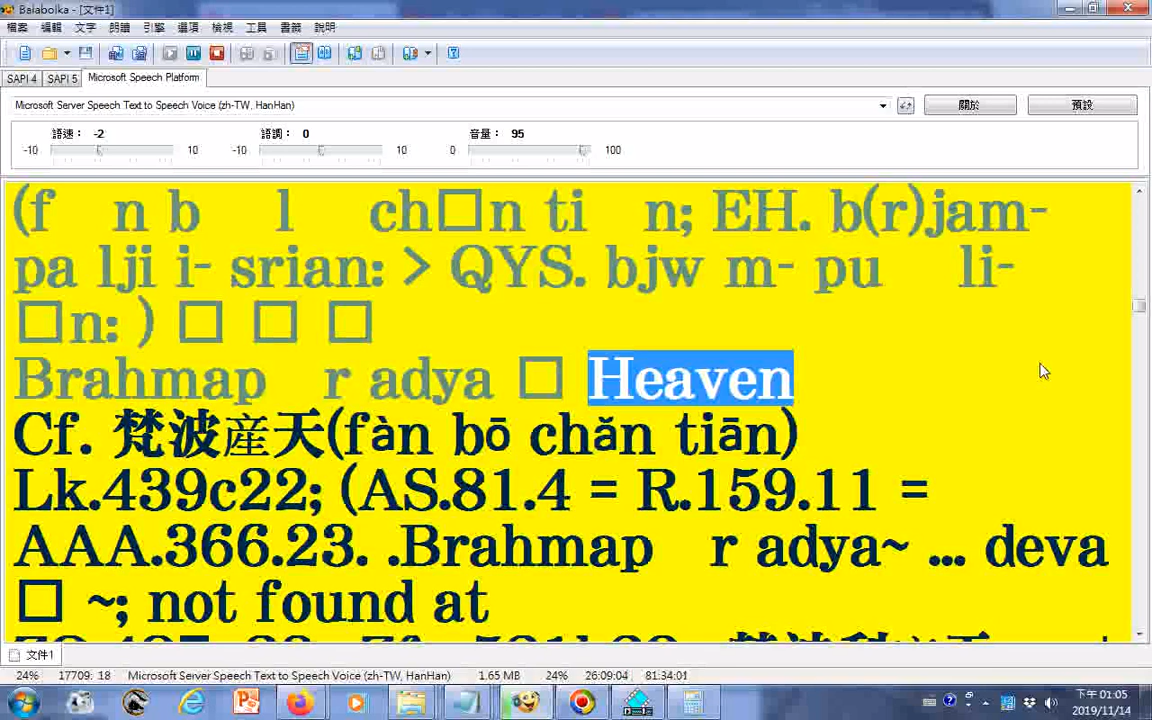 Balabolka - [文件1]
檔案 編輯 文字 朗讀 引擎 選項 檢視 工具 書籤 說明
SAPI 4 SAPI 5 Microsoft Speech Platform
Microsoft Server Speech Text to Speech Voice (zh-TW, HanHan) 關於 預設
語速： -2 語調： 0 音量： 95
-10 10 -10 10 0 100
(f n b l ch□n ti n; EH. b(r)jam-
pa lji i- srian: > QYS. bjw m- pu li-
□n: ) □ □ □
Brahmap r adya □ Heaven
Cf. 梵波産天(fàn bō chǎn tiān)
Lk.439c22; (AS.81.4 = R.159.11 =
AAA.366.23. .Brahmap r adya~ ... deva
□ ~; not found at
文件1
24% 17709: 18 Microsoft Server Speech Text to Speech Voice (zh-TW, HanHan) 1.65 MB 24% 26:09:04 81:34:01
下午 01:05
2019/11/14